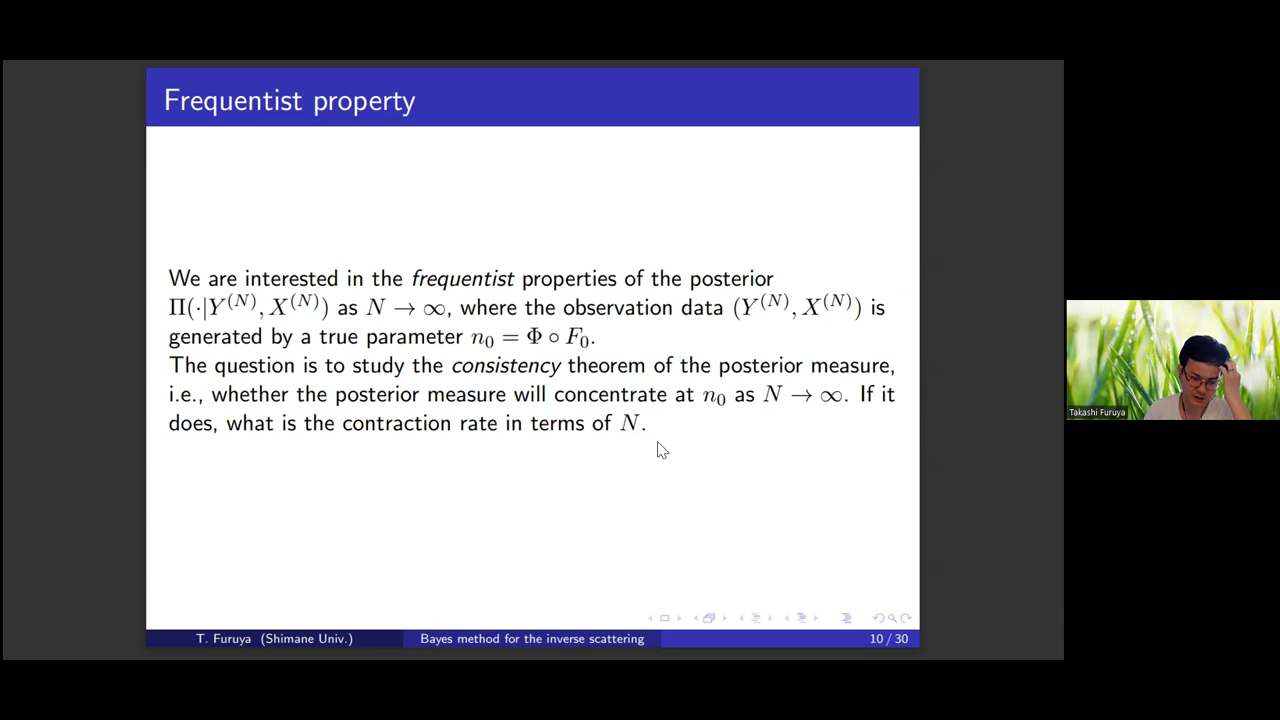 Frequentist property
We are interested in the frequentist properties of the posterior
Π(·|Y^(N), X^(N)) as N → ∞, where the observation data (Y^(N), X^(N)) is
generated by a true parameter n₀ = Φ ∘ F₀.
The question is to study the consistency theorem of the posterior measure,
i.e., whether the posterior measure will concentrate at n₀ as N → ∞. If it
does, what is the contraction rate in terms of N.
Takashi Furuya
T. Furuya (Shimane Univ.) Bayes method for the inverse scattering 10 / 30